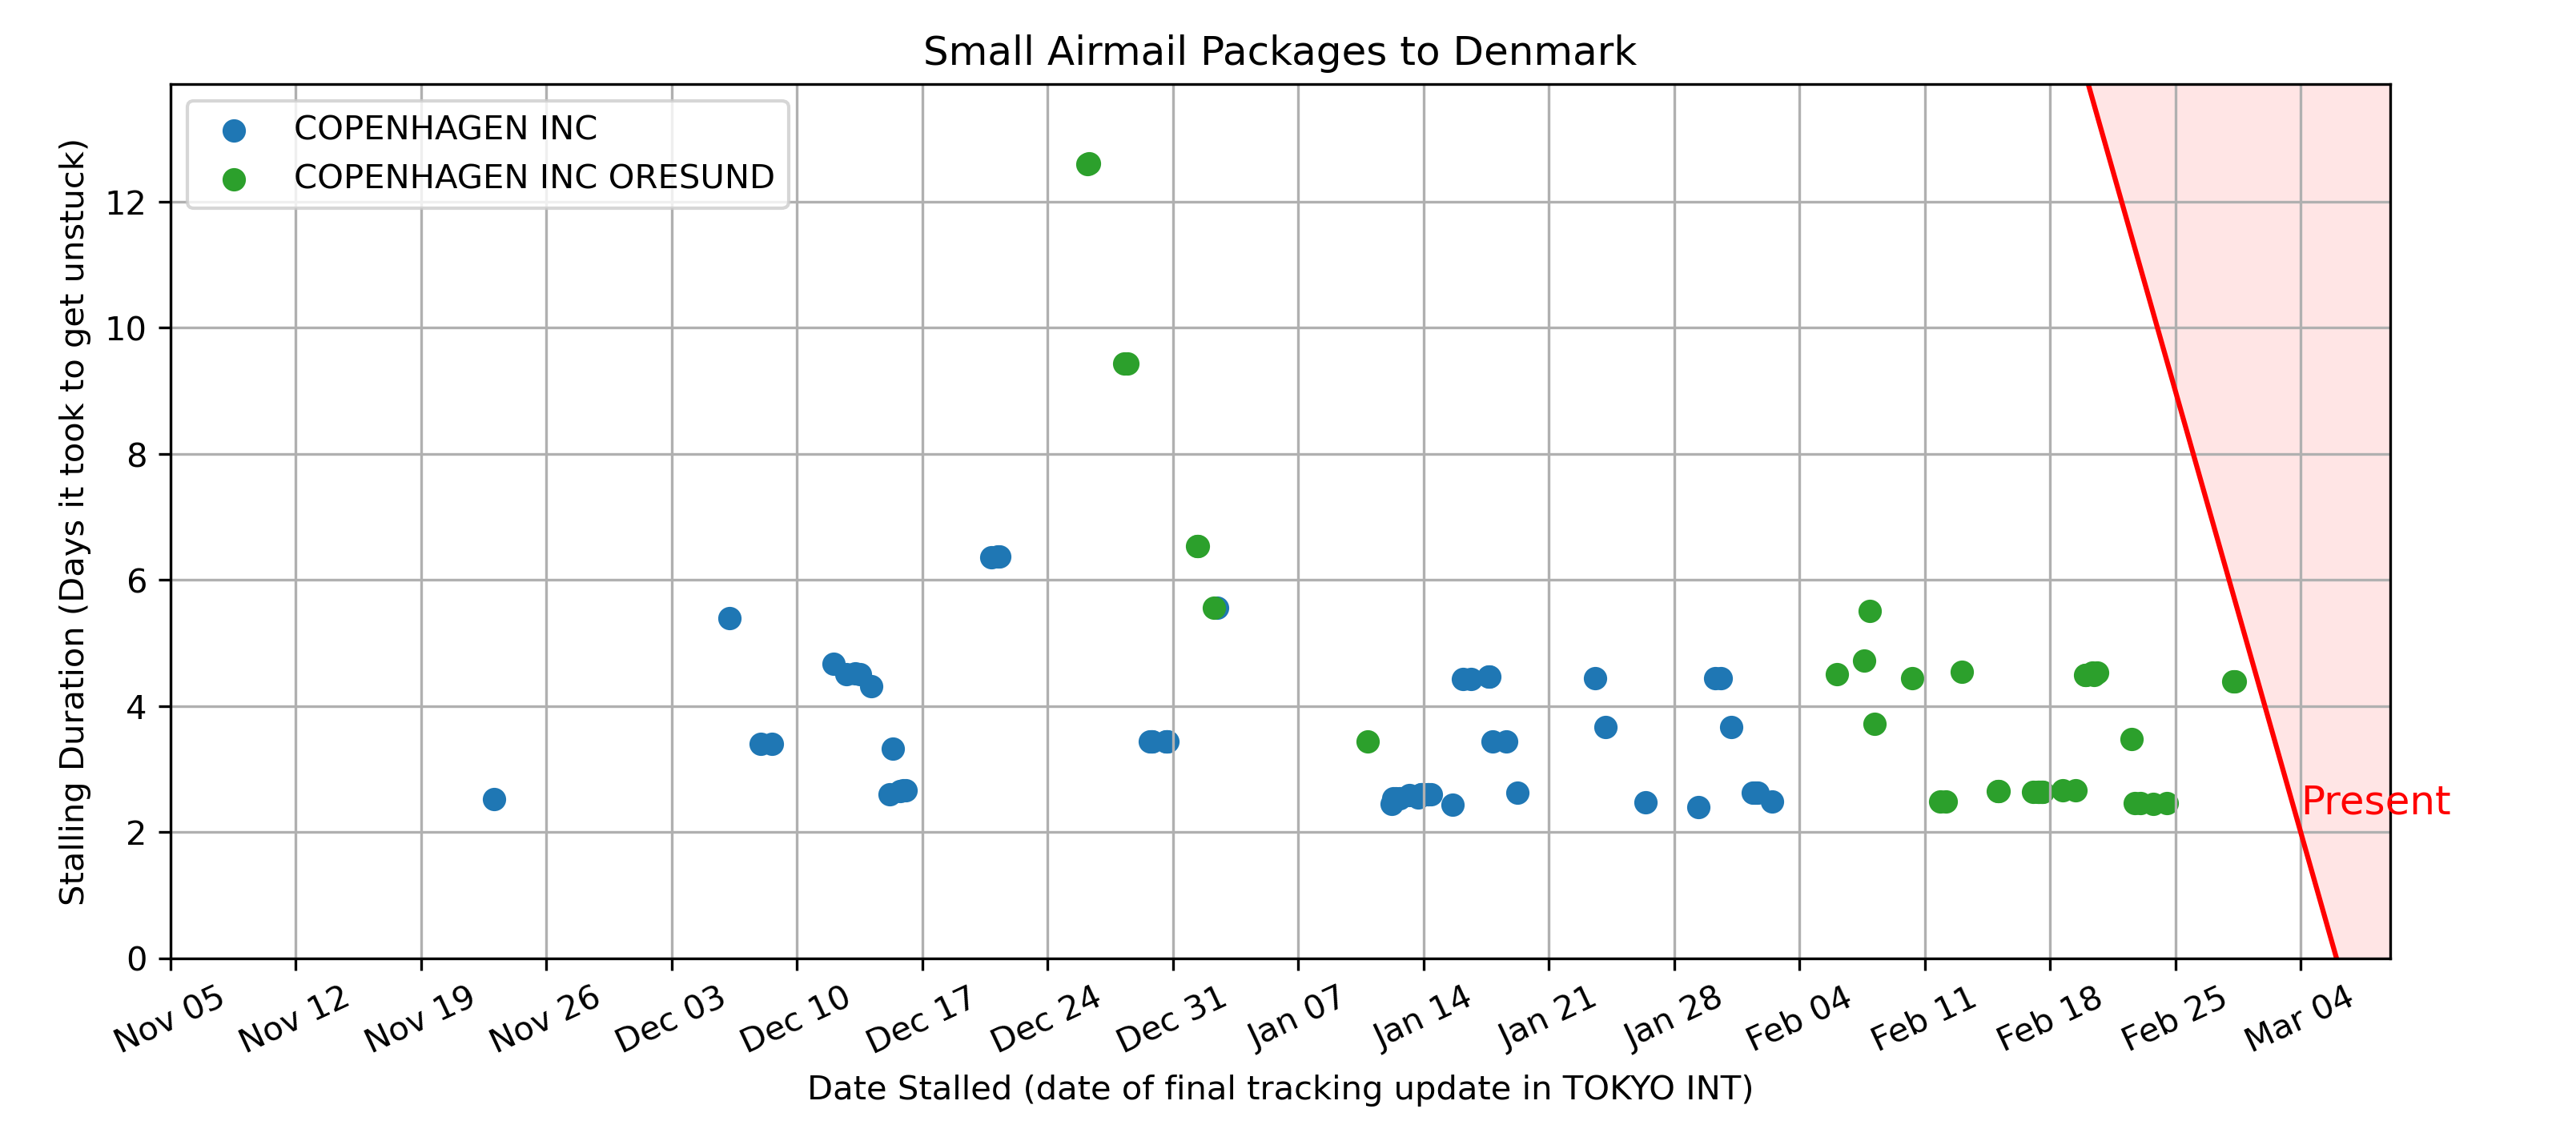 Small Airmail Packages to Denmark
COPENHAGEN INC
COPENHAGEN INC ORESUND
Stalling Duration (Days it took to get unstuck)
12
10
8
6
4
2
0
Present
Nov 05
Nov 12
Nov 19
Nov 26
Dec 03
Dec 10
Dec 17
Dec 24
Dec 31
Jan 07
Jan 14
Jan 21
Jan 28
Feb 04
Feb 11
Feb 18
Feb 25
Mar 04
Date Stalled (date of final tracking update in TOKYO INT)